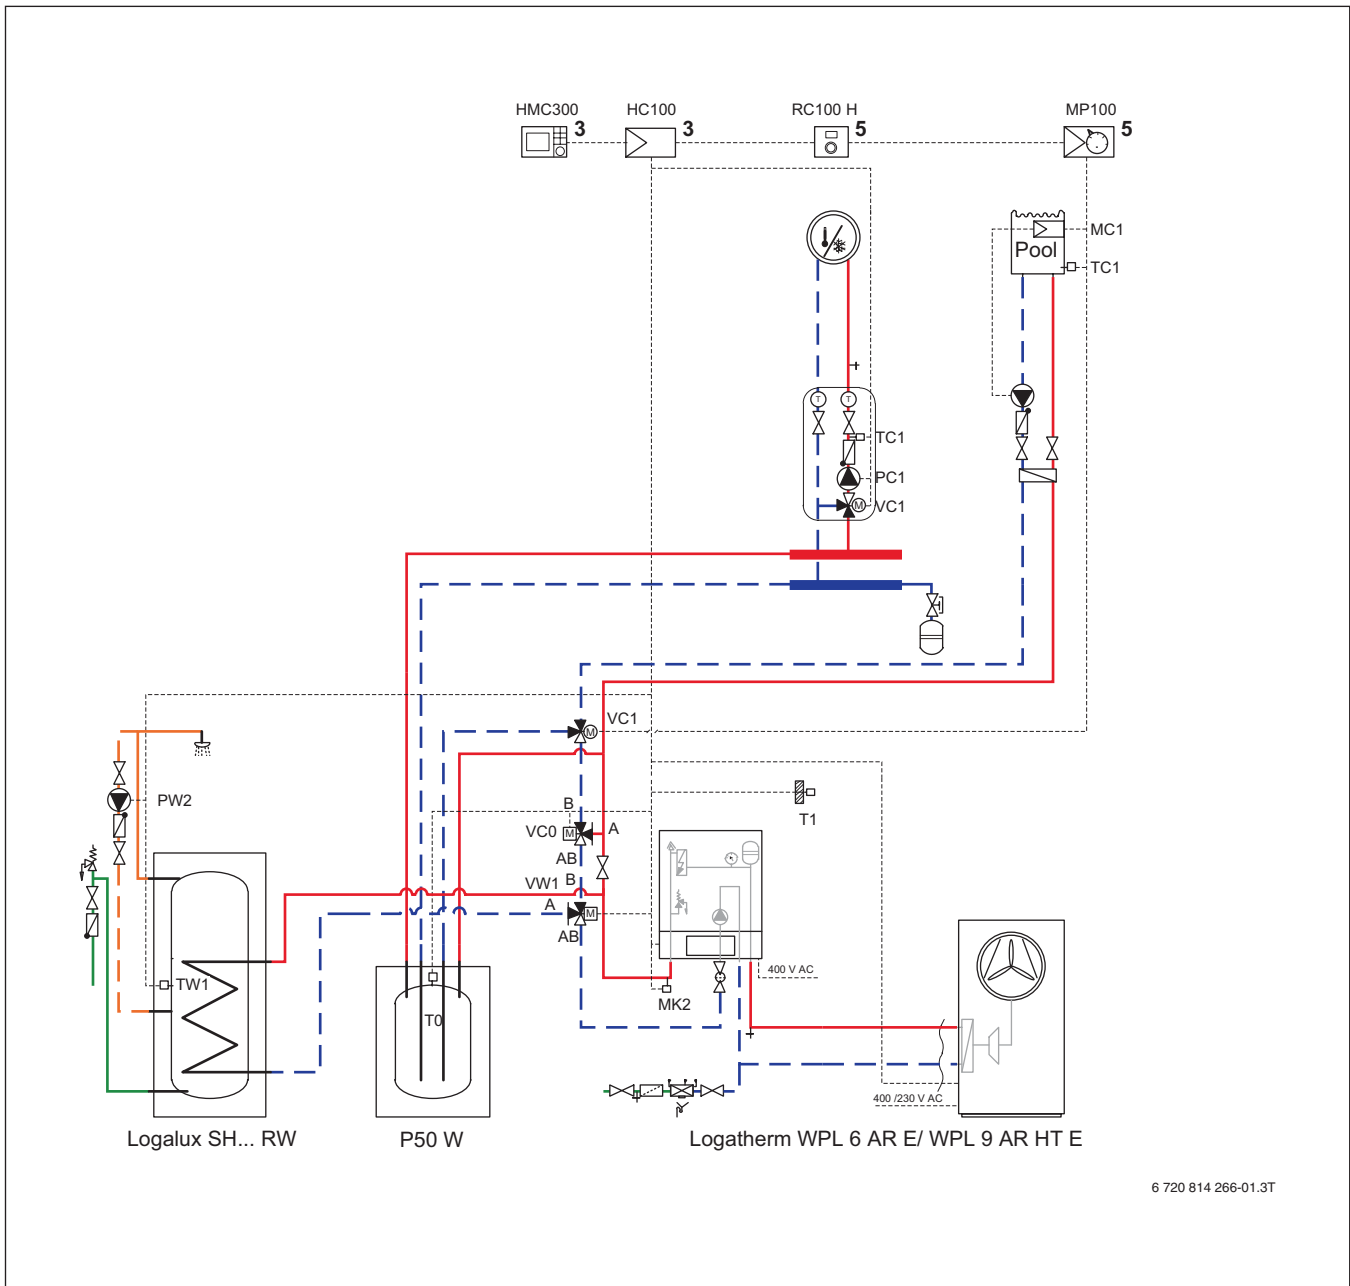 HMC300
HC100
RC100 H
MP100
3
3
5
5
MC1
Pool
TC1
T
T
TC1
PC1
M
VC1
VC1
M
PW2
T1
B
VC0
M
A
AB
VW1
B
A
M
AB
400 V AC
TW1
MK2
T0
400 /230 V AC
Logalux SH... RW
P50 W
Logatherm WPL 6 AR E/ WPL 9 AR HT E
6 720 814 266-01.3T